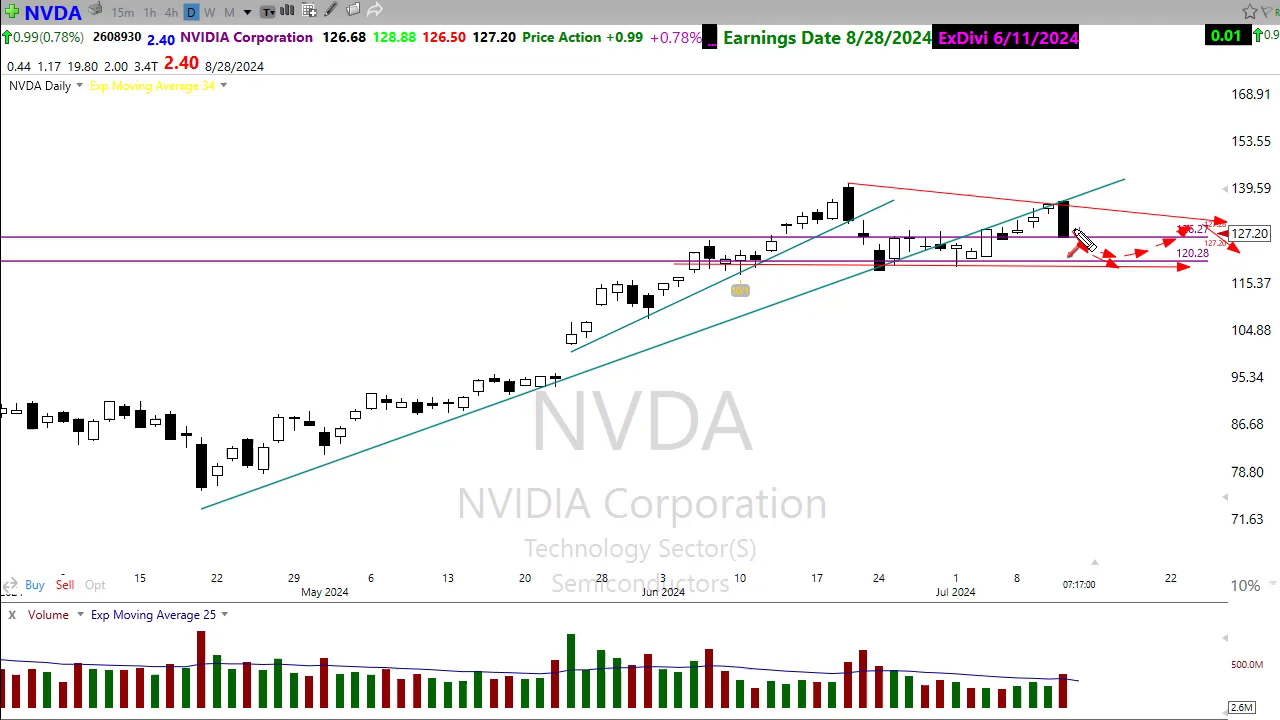 NVDA 15m 1h 4h D W M T
0.99(0.78%) 2608930 2.40 NVIDIA Corporation 126.68 128.88 126.50 127.20 Price Action +0.99 +0.78% Earnings Date 8/28/2024 ExDivi 6/11/2024 0.01
0.44 1.17 19.80 2.00 3.4T 2.40 8/28/2024
NVDA Daily Exp Moving Average 34
168.91
153.55
139.59
127.20
127.20
120.28
115.37
104.88
95.34
86.68
78.80
71.63
NVDA
NVIDIA Corporation
Technology Sector(S)
Semiconductors
15 22 29 6 13 20 28 3 10 17 24 1 8 07:17:00 22
May 2024 Jun 2024 Jul 2024
Buy Sell Opt 10%
X Volume Exp Moving Average 25
500.0M
2.6M